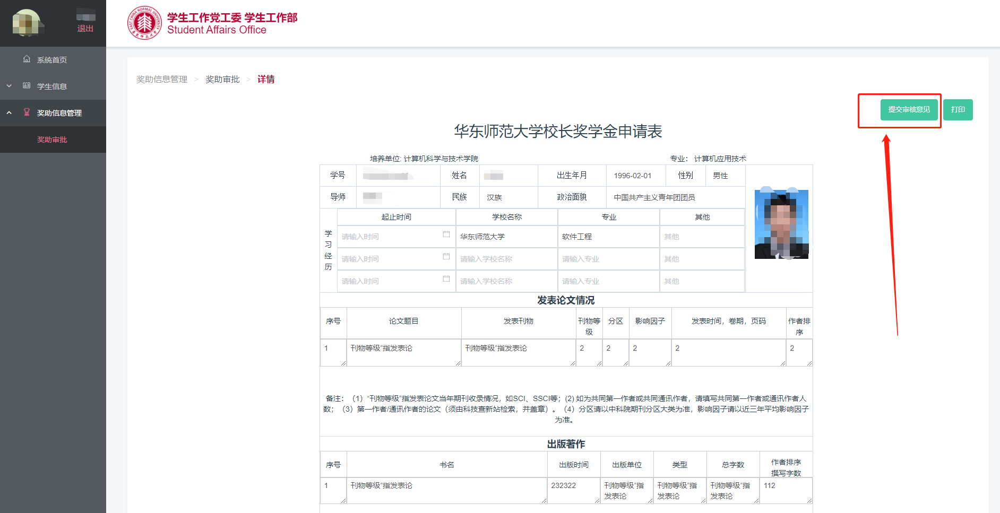 退出
学生工作党工委 学生工作部
Student Affairs Office
EAST CHINA NORMAL UNIVERSITY
系统首页
学生信息
奖助信息管理
奖助审批
奖助信息管理 > 奖助审批 > 详情
提交审核意见 打印
华东师范大学校长奖学金申请表
培养单位: 计算机科学与技术学院 专业： 计算机应用技术
学号 姓名 出生年月 1996-02-01 性别 男性
导师 民族 汉族 政治面貌 中国共产主义青年团团员
学习经历
起止时间 学校名称 专业 其他
请输入时间 华东师范大学 软件工程 其他
请输入时间 请输入学校名称 请输入专业 其他
请输入时间 请输入学校名称 请输入专业 其他
发表论文情况
序号 论文题目 发表刊物 刊物等级 分区 影响因子 发表时间，卷期，页码 作者排序
1 刊物等级”指发表论 刊物等级”指发表论 2 2 2 2 2
备注：（1）“刊物等级”指发表论文当年期刊收录情况，如SCI、SSCI等；(2) 如为共同第一作者或共同通讯作者，请填写共同第一作者或通讯作者人
数；（3）第一作者/通讯作者的论文（须由科技查新站检索，并盖章）。（4）分区请以中科院期刊分区大类为准，影响因子请以近三年平均影响因子
为准。
出版著作
序号 书名 出版时间 出版单位 类型 总字数 作者排序
撰写字数
1 刊物等级”指发表论 232322 刊物等级”指 刊物等级”指 刊物等级”指 112
发表论 发表论 发表论